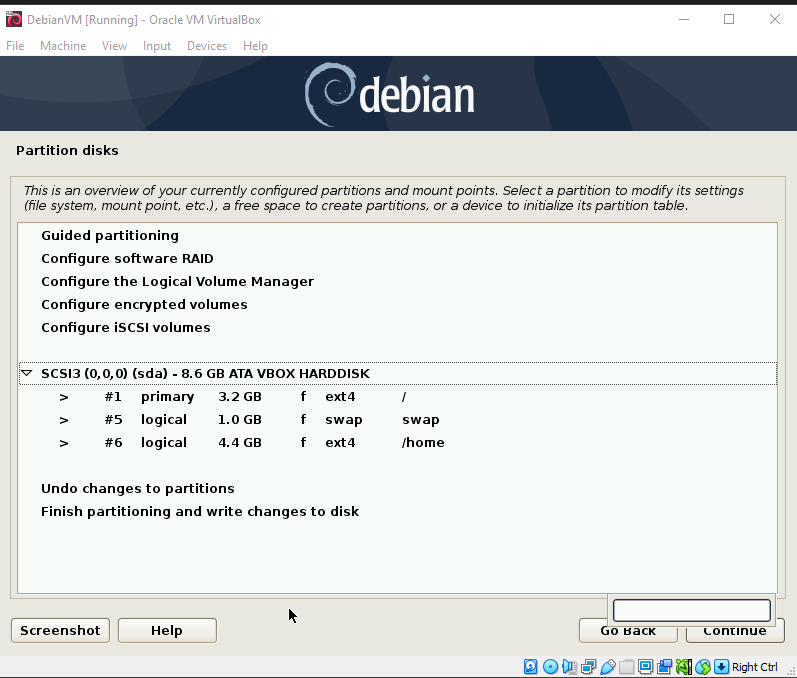 DebianVM [Running] - Oracle VM VirtualBox
File Machine View Input Devices Help
debian
Partition disks
This is an overview of your currently configured partitions and mount points. Select a partition to modify its settings
(file system, mount point, etc.), a free space to create partitions, or a device to initialize its partition table.
Guided partitioning
Configure software RAID
Configure the Logical Volume Manager
Configure encrypted volumes
Configure iSCSI volumes
SCSI3 (0,0,0) (sda) - 8.6 GB ATA VBOX HARDDISK
> #1 primary 3.2 GB f ext4 /
> #5 logical 1.0 GB f swap swap
> #6 logical 4.4 GB f ext4 /home
Undo changes to partitions
Finish partitioning and write changes to disk
Screenshot Help Go Back Continue
Right Ctrl